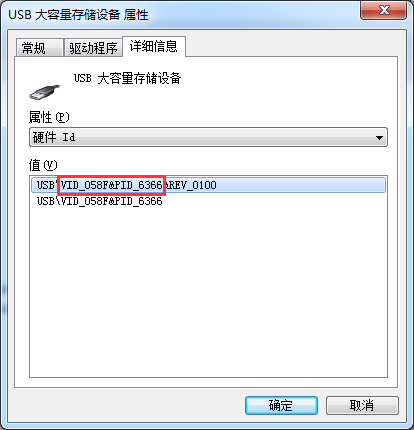 USB 大容量存储设备 属性
常规 驱动程序 详细信息
USB 大容量存储设备
属性(P)
硬件 Id
值(V)
USB\VID_058F&PID_6366&REV_0100
USB\VID_058F&PID_6366
确定 取消